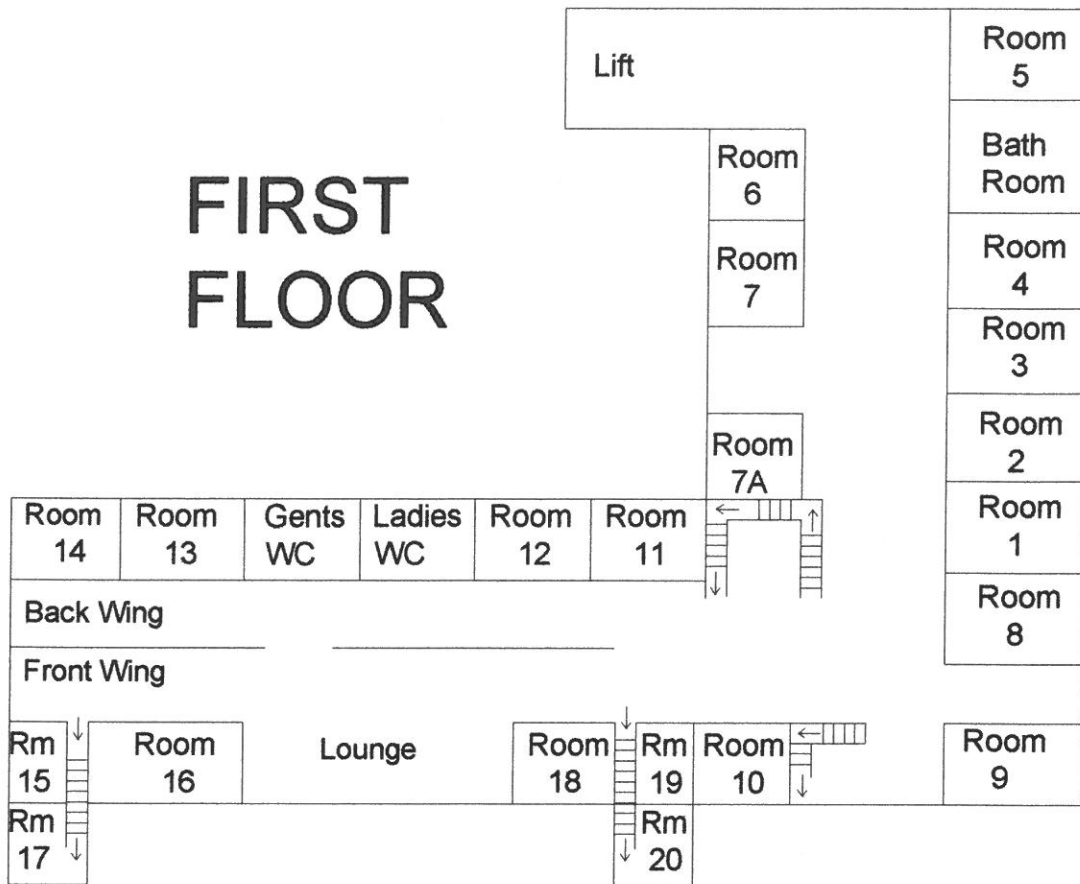 Lift
Room
5
Bath
Room
Room
6
FIRST
FLOOR
Room
7
Room
4
Room
3
Room
7A
Room
2
Room
14
Room
13
Gents
WC
Ladies
WC
Room
12
Room
11
Room
1
Room
8
Back Wing
Front Wing
Rm
15
Room
16
Lounge
Room
18
Rm
19
Room
10
Room
9
Rm
17
Rm
20